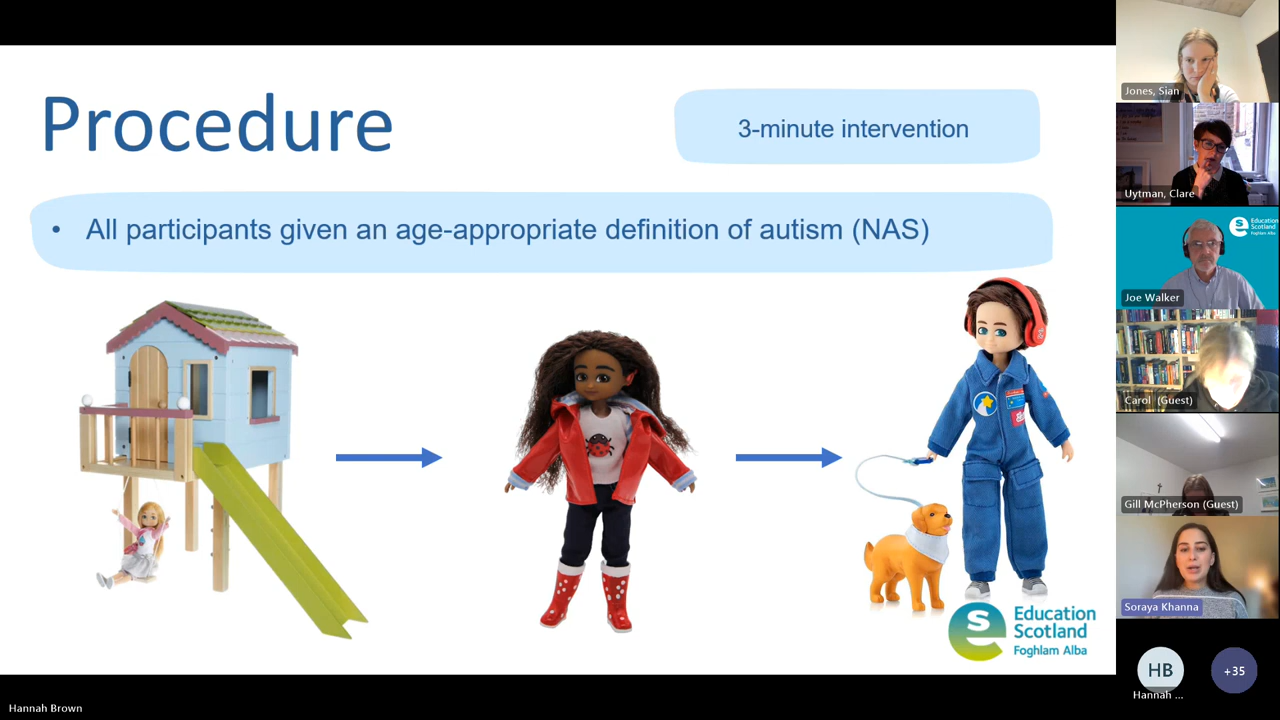 Procedure
3-minute intervention
• All participants given an age-appropriate definition of autism (NAS)
Education
Scotland
Foghlam Alba
Jones, Sian
Uytman, Clare
Education
Scotland
Foghlam Alba
Joe Walker
Carol (Guest)
Gill McPherson (Guest)
Soraya Khanna
HB
Hannah ...
+35
Hannah Brown